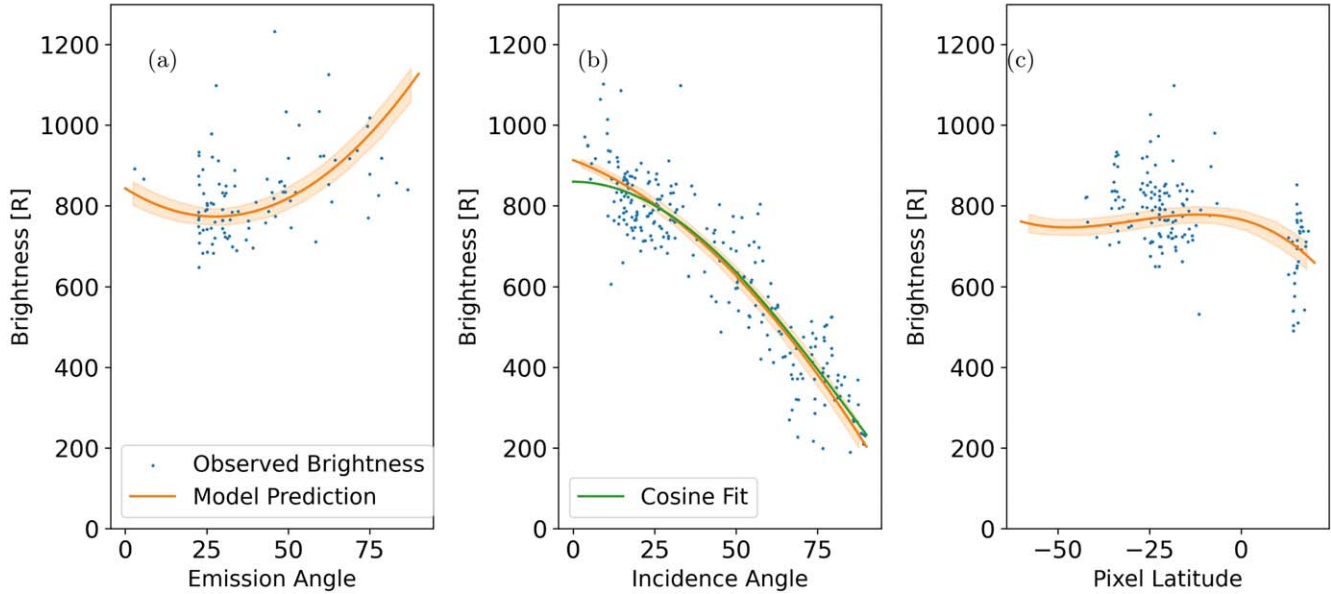 (a)
Brightness [R]
1200
1000
800
600
400
200
0
Observed Brightness
Model Prediction
0 25 50 75
Emission Angle
(b)
Brightness [R]
1200
1000
800
600
400
200
0
Cosine Fit
0 25 50 75
Incidence Angle
(c)
Brightness [R]
1200
1000
800
600
400
200
0
−50 −25 0
Pixel Latitude